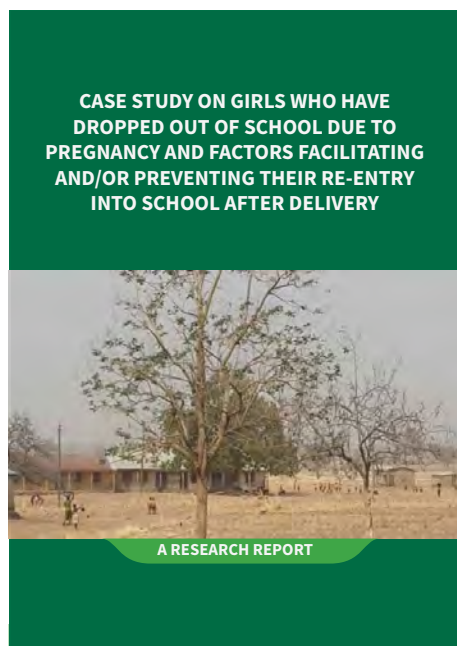 CASE STUDY ON GIRLS WHO HAVE
DROPPED OUT OF SCHOOL DUE TO
PREGNANCY AND FACTORS FACILITATING
AND/OR PREVENTING THEIR RE-ENTRY
INTO SCHOOL AFTER DELIVERY
A RESEARCH REPORT